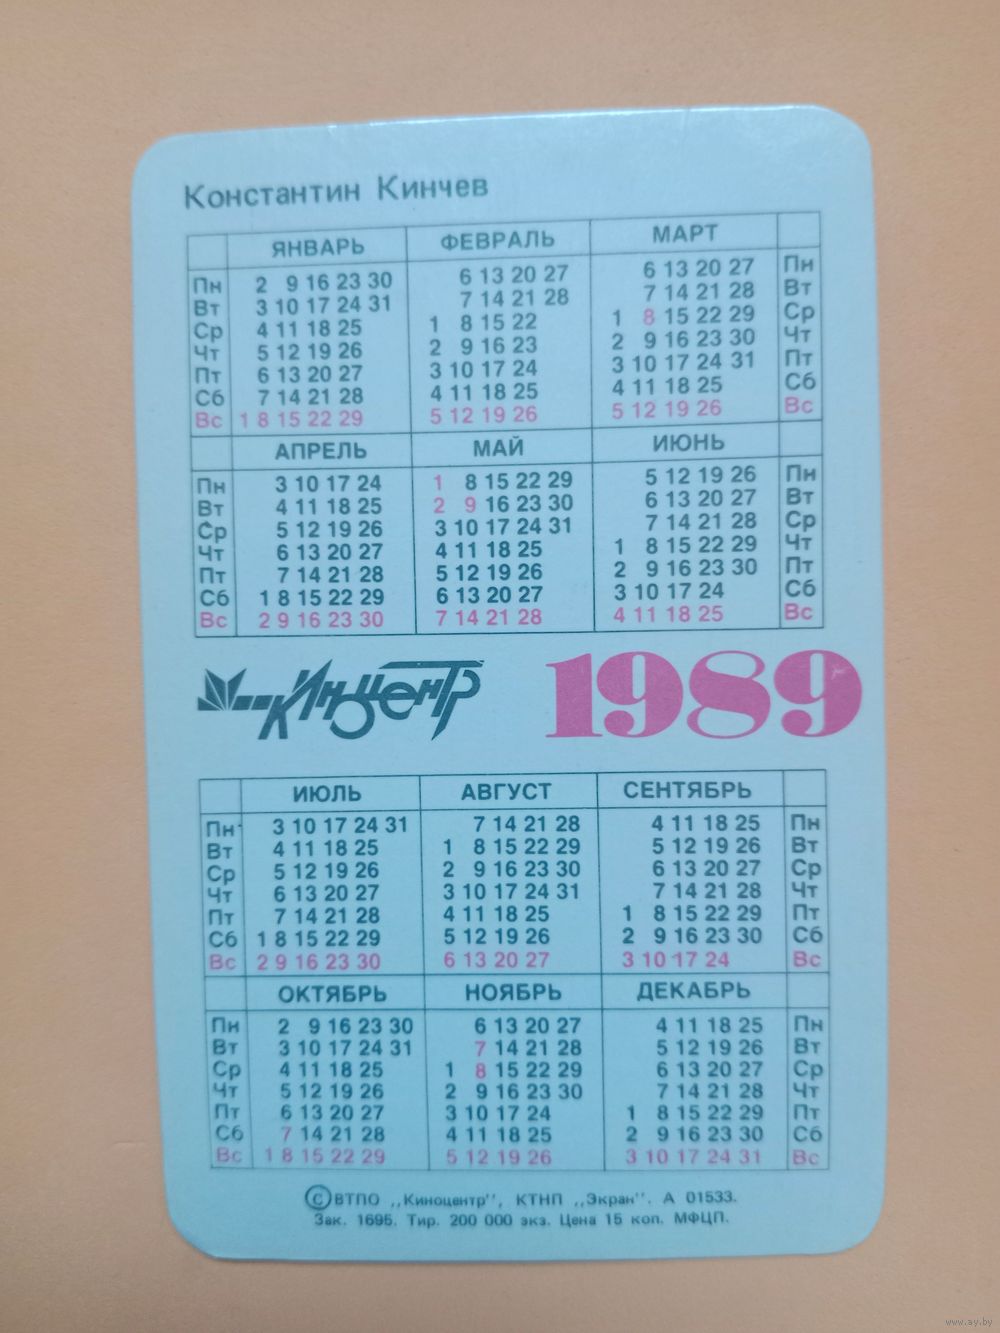 Константин Кинчев
ЯНВАРЬ ФЕВРАЛЬ МАРТ
Пн 2 9 16 23 30 6 13 20 27 6 13 20 27 Пн
Вт 3 10 17 24 31 7 14 21 28 7 14 21 28 Вт
Ср 4 11 18 25 1 8 15 22 1 8 15 22 29 Ср
Чт 5 12 19 26 2 9 16 23 2 9 16 23 30 Чт
Пт 6 13 20 27 3 10 17 24 3 10 17 24 31 Пт
Сб 7 14 21 28 4 11 18 25 4 11 18 25 Сб
Вс 1 8 15 22 29 5 12 19 26 5 12 19 26 Вс
АПРЕЛЬ МАЙ ИЮНЬ
Пн 3 10 17 24 1 8 15 22 29 5 12 19 26 Пн
Вт 4 11 18 25 2 9 16 23 30 6 13 20 27 Вт
Ср 5 12 19 26 3 10 17 24 31 7 14 21 28 Ср
Чт 6 13 20 27 4 11 18 25 1 8 15 22 29 Чт
Пт 7 14 21 28 5 12 19 26 2 9 16 23 30 Пт
Сб 1 8 15 22 29 6 13 20 27 3 10 17 24 Сб
Вс 2 9 16 23 30 7 14 21 28 4 11 18 25 Вс
Киноцентр 1989
ИЮЛЬ АВГУСТ СЕНТЯБРЬ
Пн 3 10 17 24 31 7 14 21 28 4 11 18 25 Пн
Вт 4 11 18 25 1 8 15 22 29 5 12 19 26 Вт
Ср 5 12 19 26 2 9 16 23 30 6 13 20 27 Ср
Чт 6 13 20 27 3 10 17 24 31 7 14 21 28 Чт
Пт 7 14 21 28 4 11 18 25 1 8 15 22 29 Пт
Сб 1 8 15 22 29 5 12 19 26 2 9 16 23 30 Сб
Вс 2 9 16 23 30 6 13 20 27 3 10 17 24 Вс
ОКТЯБРЬ НОЯБРЬ ДЕКАБРЬ
Пн 2 9 16 23 30 6 13 20 27 4 11 18 25 Пн
Вт 3 10 17 24 31 7 14 21 28 5 12 19 26 Вт
Ср 4 11 18 25 1 8 15 22 29 6 13 20 27 Ср
Чт 5 12 19 26 2 9 16 23 30 7 14 21 28 Чт
Пт 6 13 20 27 3 10 17 24 1 8 15 22 29 Пт
Сб 7 14 21 28 4 11 18 25 2 9 16 23 30 Сб
Вс 1 8 15 22 29 5 12 19 26 3 10 17 24 31 Вс
© ВТПО ,,Киноцентр'', КТНП ,,Экран''. А 01533.
Зак. 1695. Тир. 200 000 экз. Цена 15 коп. МФЦП.
www.ay.by